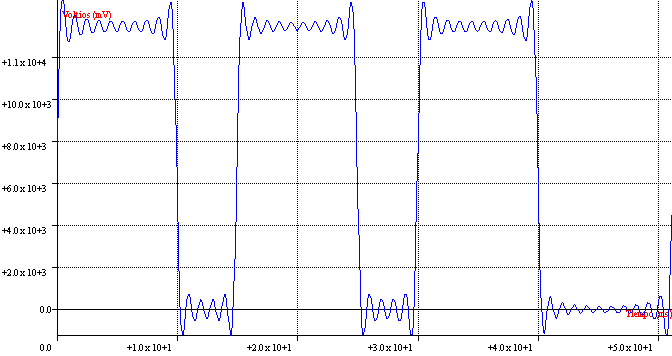 Voltios (mV)
+1.1 x 10+4
+10.0 x 10+3
+8.0 x 10+3
+6.0 x 10+3
+4.0 x 10+3
+2.0 x 10+3
0.0
Tiempo (ms
0.0 +1.0 x 10+1 +2.0 x 10+1 +3.0 x 10+1 +4.0 x 10+1 +5.0 x 10+1